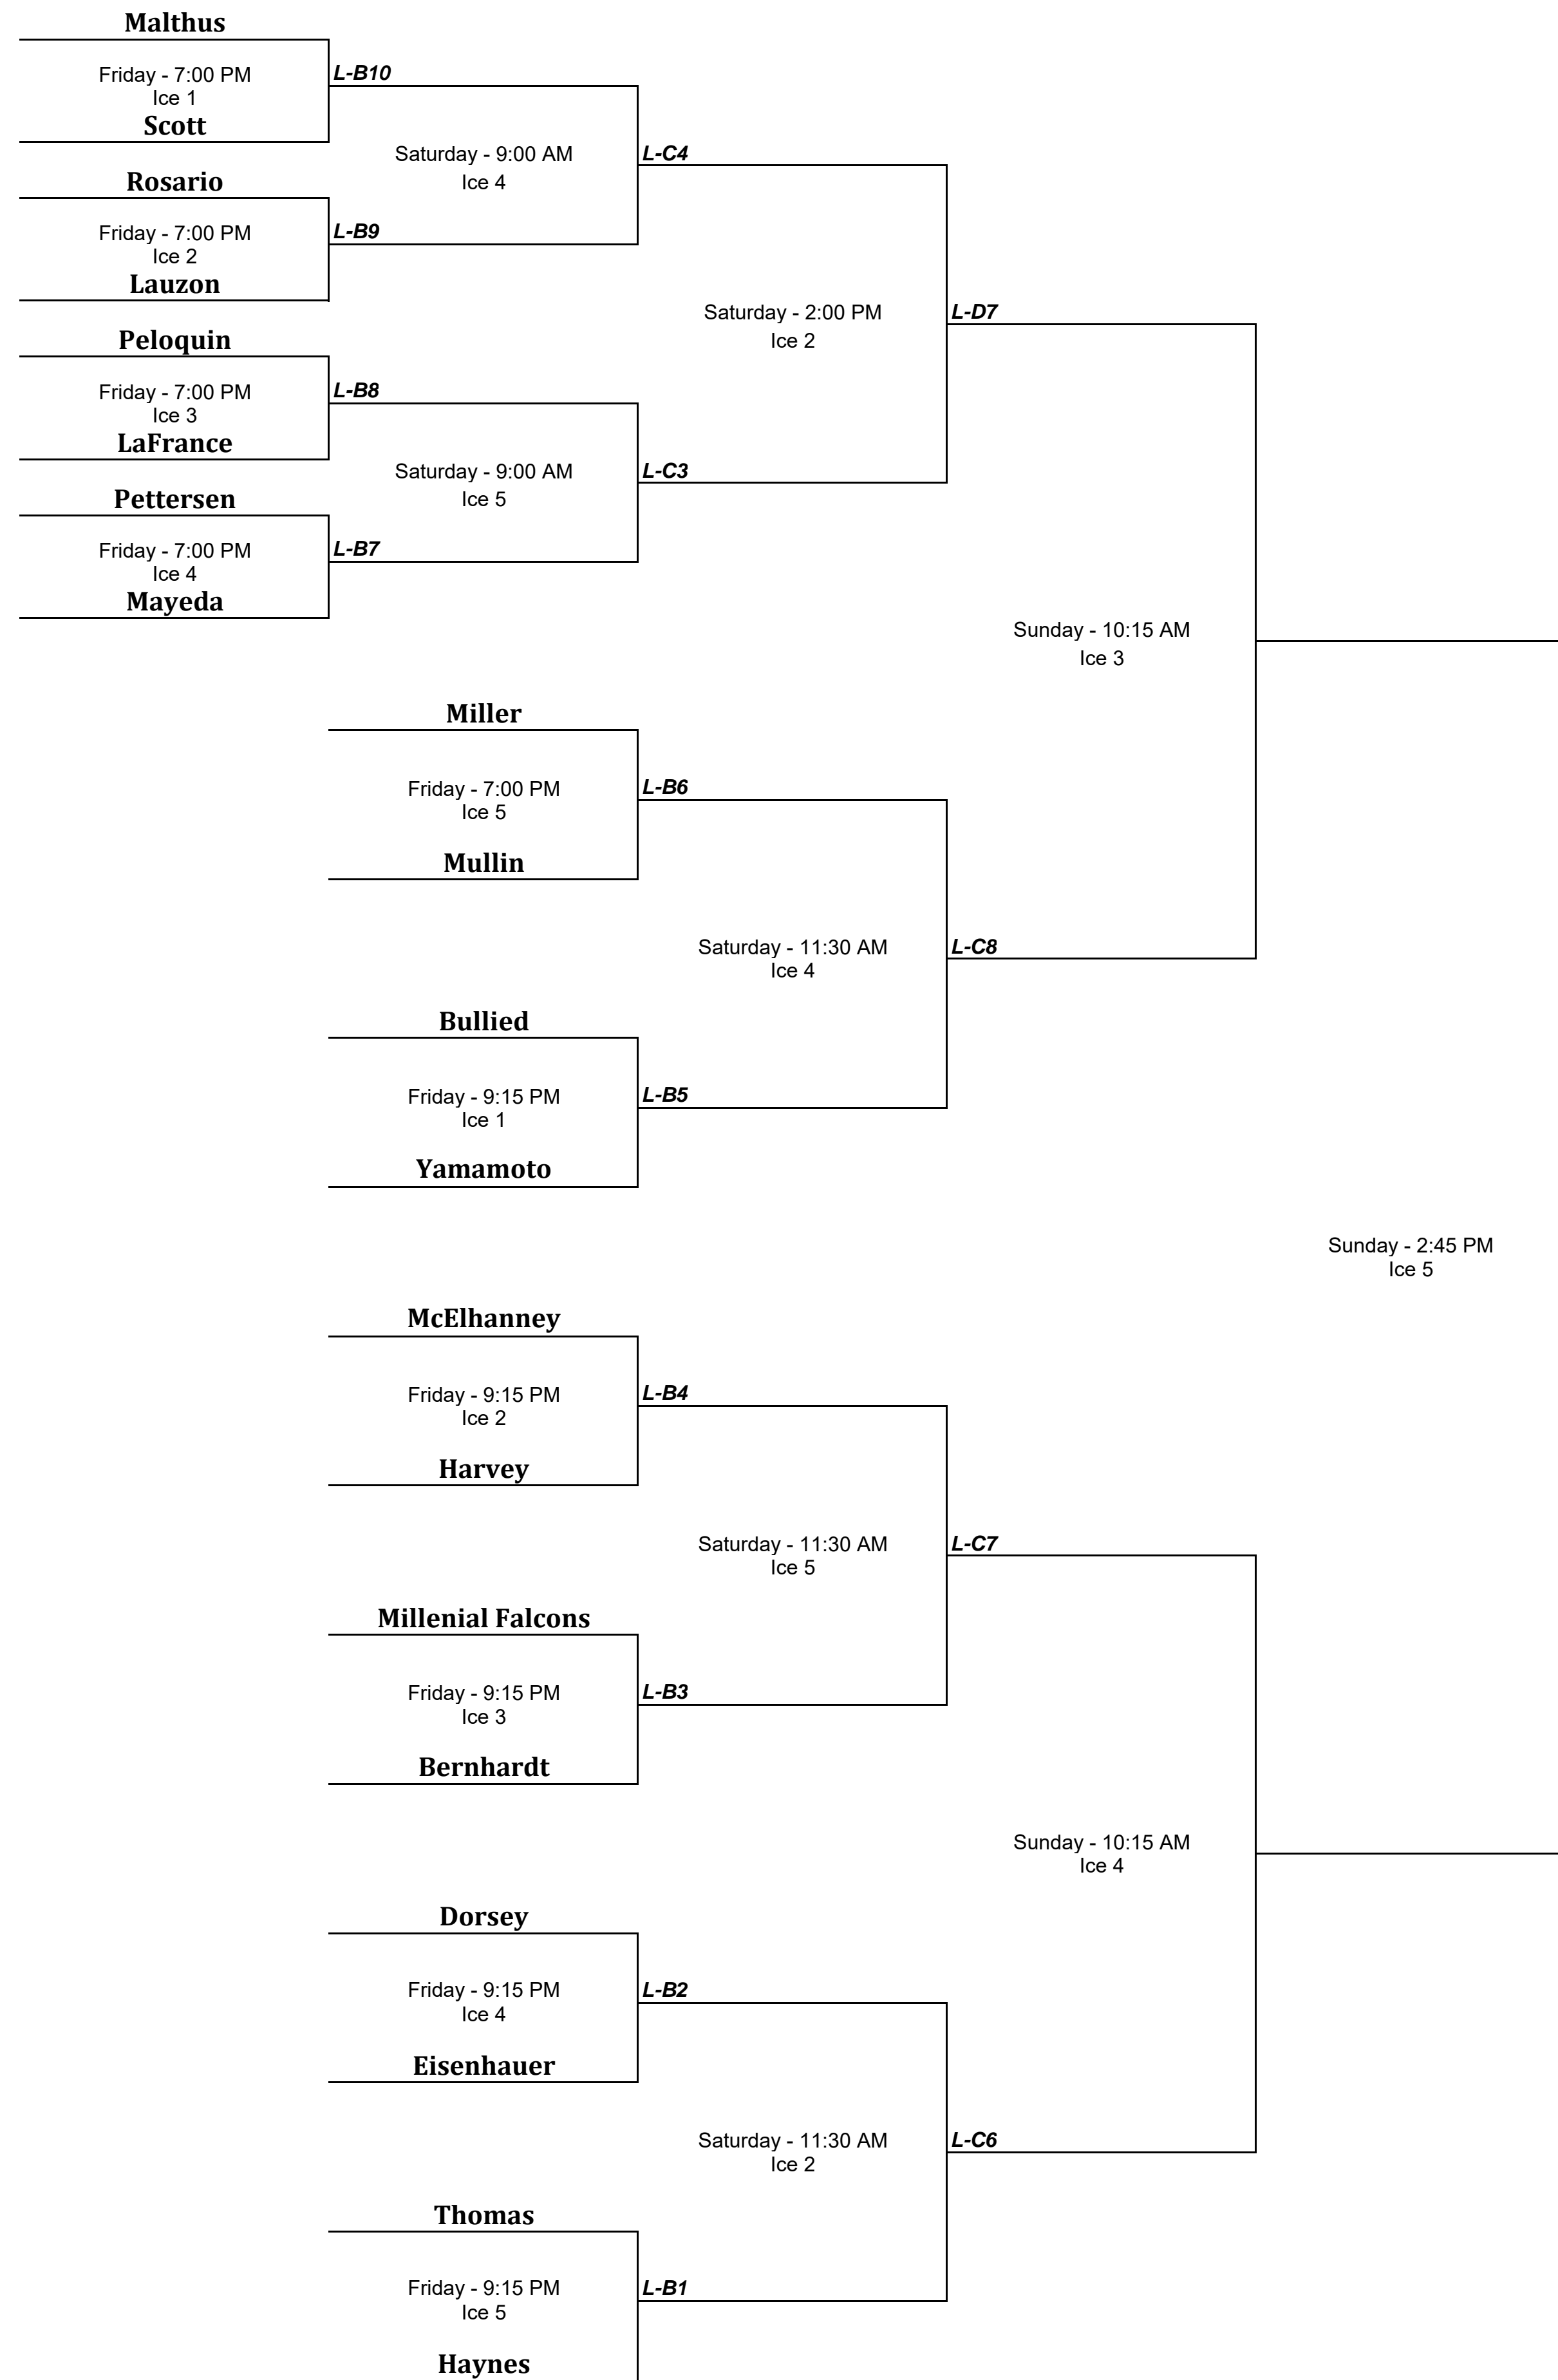 Malthus
Friday - 7:00 PM
Ice 1
Scott
L-B10
Saturday - 9:00 AM
Ice 4
L-C4
Rosario
Friday - 7:00 PM
Ice 2
Lauzon
L-B9
Saturday - 2:00 PM
Ice 2
L-D7
Peloquin
Friday - 7:00 PM
Ice 3
LaFrance
L-B8
Saturday - 9:00 AM
Ice 5
L-C3
Pettersen
Friday - 7:00 PM
Ice 4
Mayeda
L-B7
Sunday - 10:15 AM
Ice 3
Miller
Friday - 7:00 PM
Ice 5
Mullin
L-B6
Saturday - 11:30 AM
Ice 4
L-C8
Bullied
Friday - 9:15 PM
Ice 1
Yamamoto
L-B5
Sunday - 2:45 PM
Ice 5
McElhanney
Friday - 9:15 PM
Ice 2
Harvey
L-B4
Saturday - 11:30 AM
Ice 5
L-C7
Millenial Falcons
Friday - 9:15 PM
Ice 3
Bernhardt
L-B3
Sunday - 10:15 AM
Ice 4
Dorsey
Friday - 9:15 PM
Ice 4
Eisenhauer
L-B2
Saturday - 11:30 AM
Ice 2
L-C6
Thomas
Friday - 9:15 PM
Ice 5
Haynes
L-B1